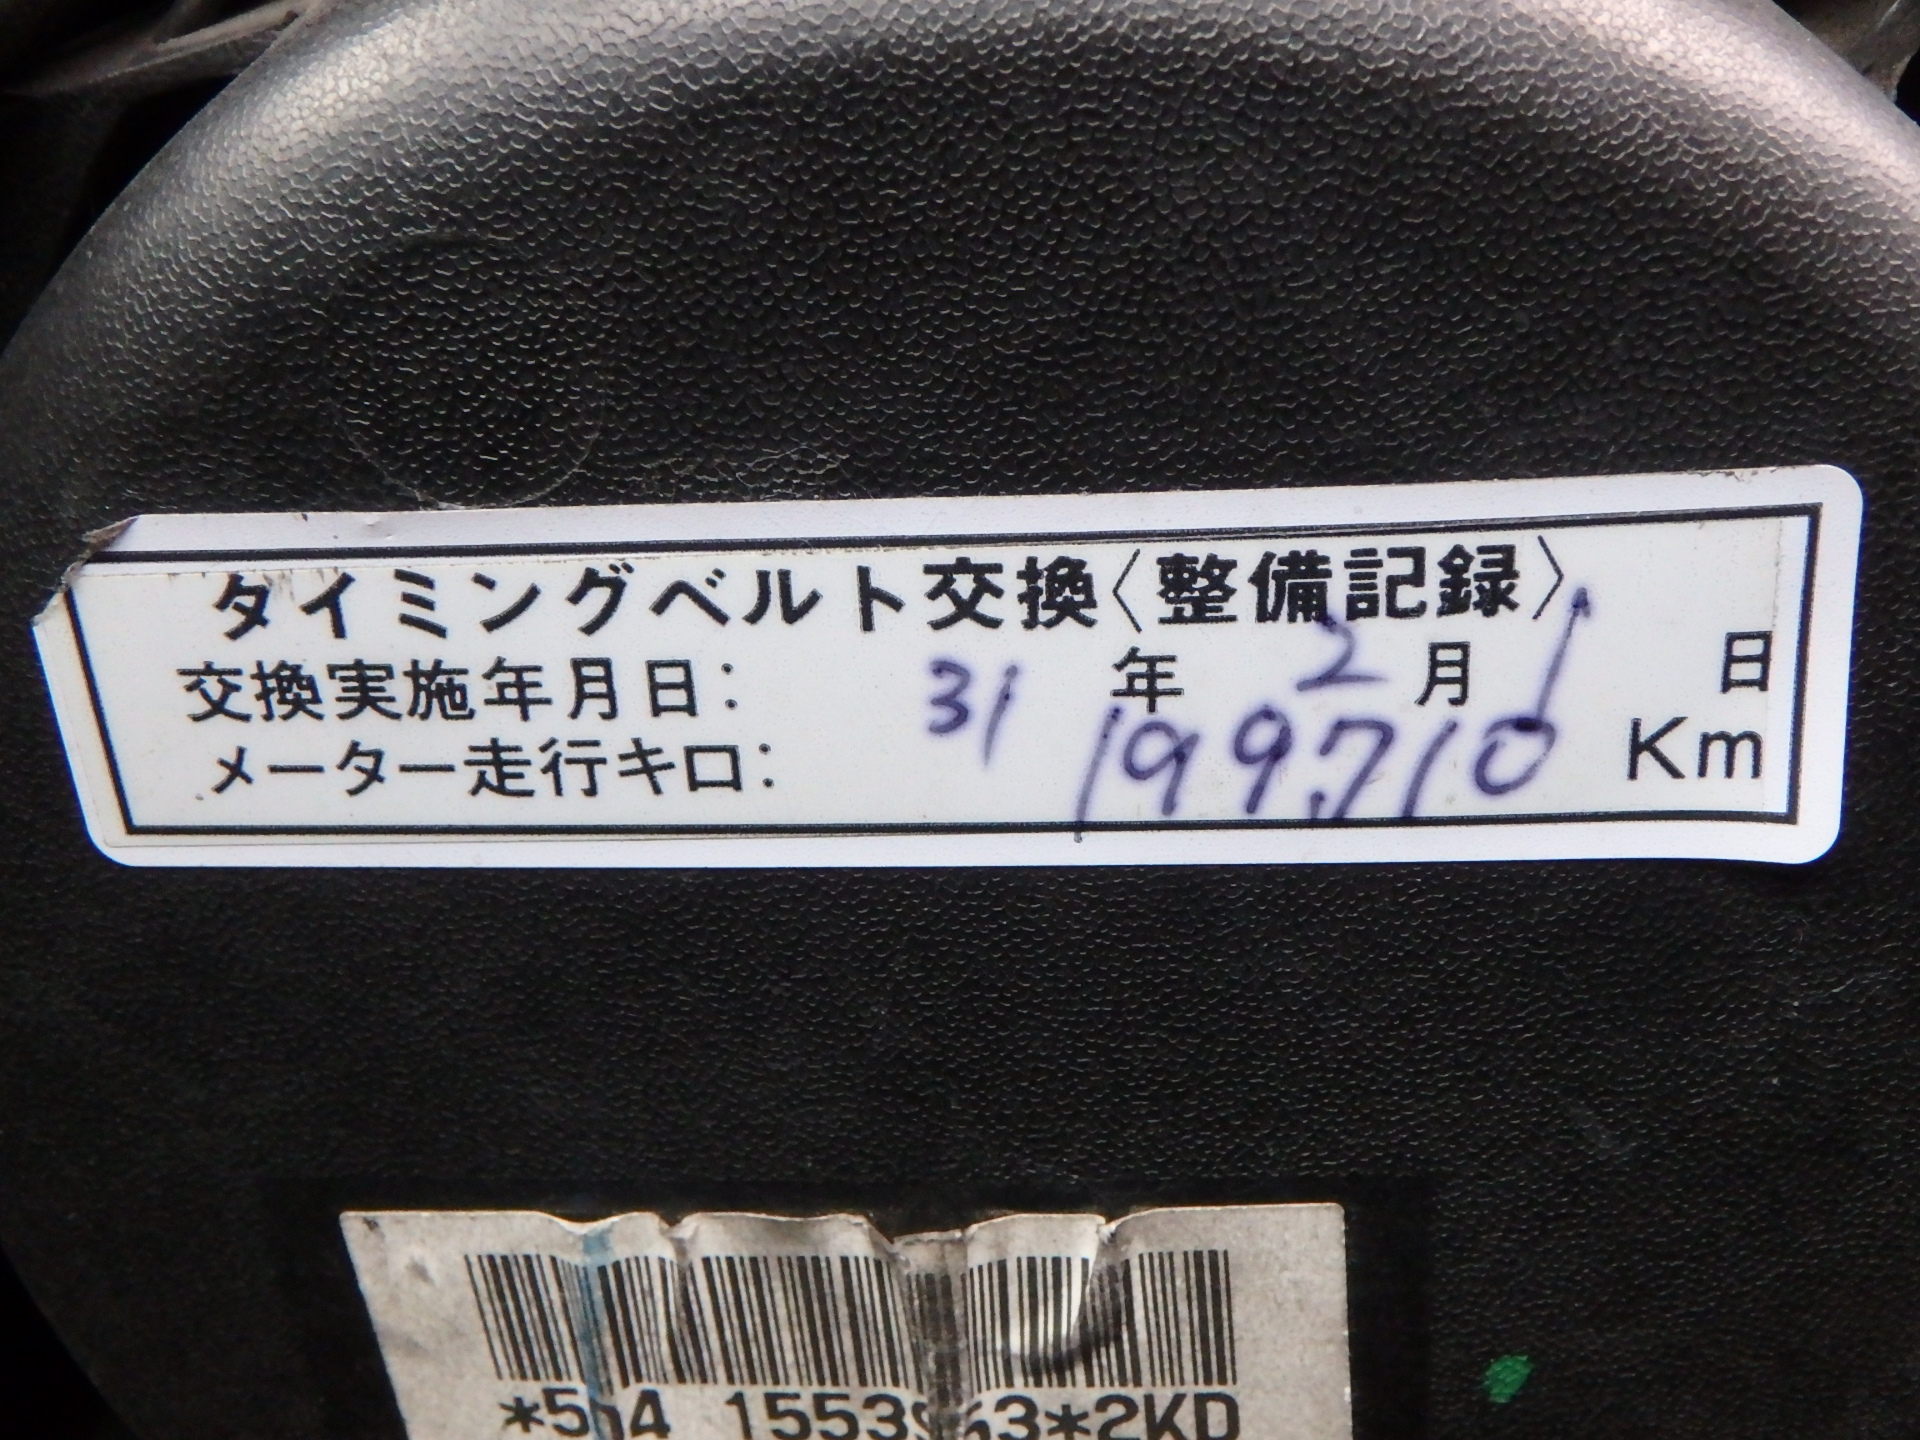 タイミングベルト交換〈整備記録〉
交換実施年月日: 31 年 2 月 1 日
メーター走行キロ: 199,710 Km
1553 *2KD